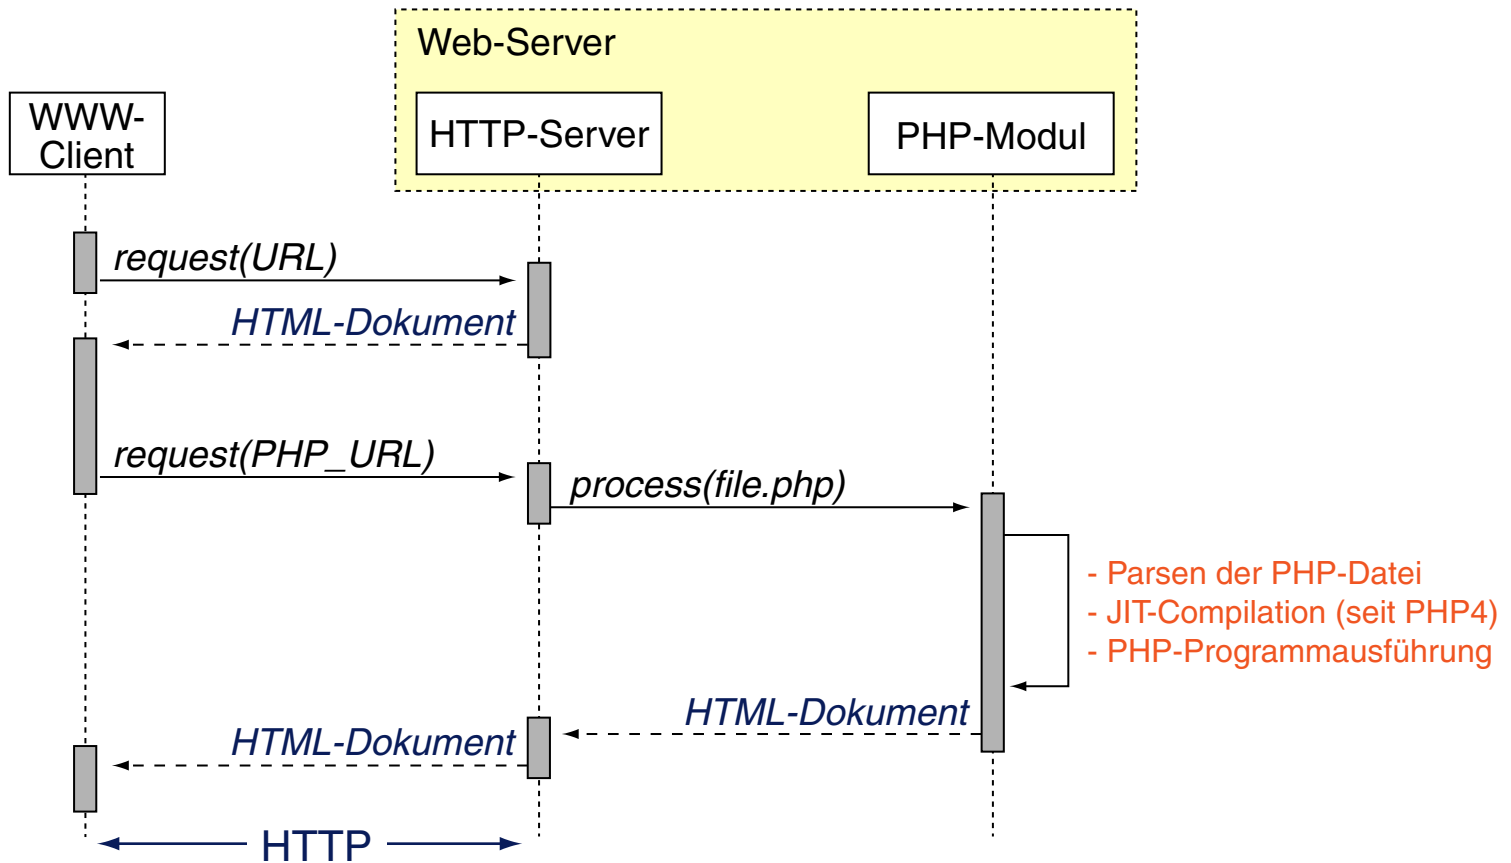 Web-Server
WWW-
Client
HTTP-Server
PHP-Modul
request(URL)
HTML-Dokument
request(PHP_URL)
process(file.php)
- Parsen der PHP-Datei
- JIT-Compilation (seit PHP4)
- PHP-Programmausführung
HTML-Dokument
HTML-Dokument
HTTP